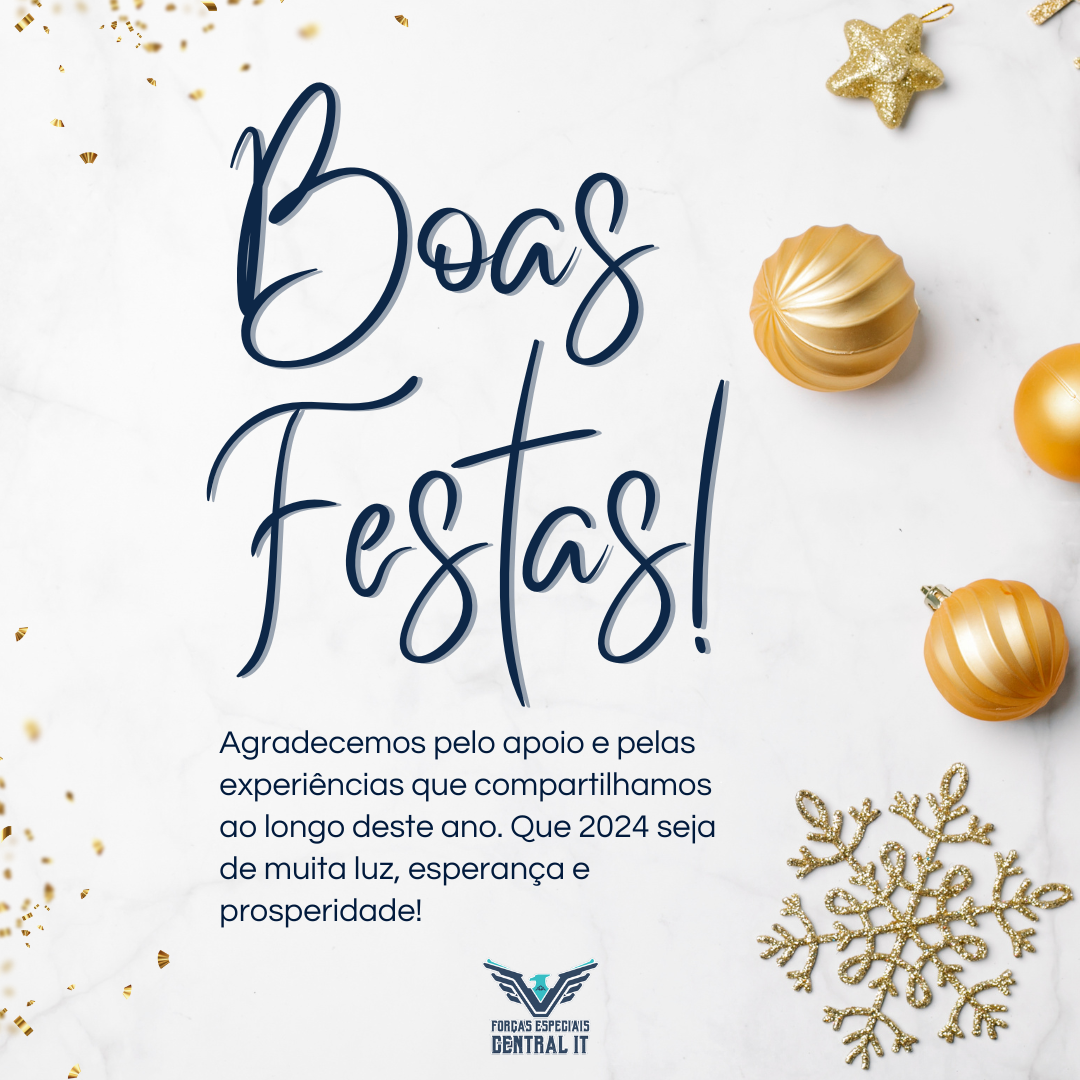 Boas
Festas!
Agradecemos pelo apoio e pelas
experiências que compartilhamos
ao longo deste ano. Que 2024 seja
de muita luz, esperança e
prosperidade!
FORÇAS ESPECIAIS
CENTRAL IT